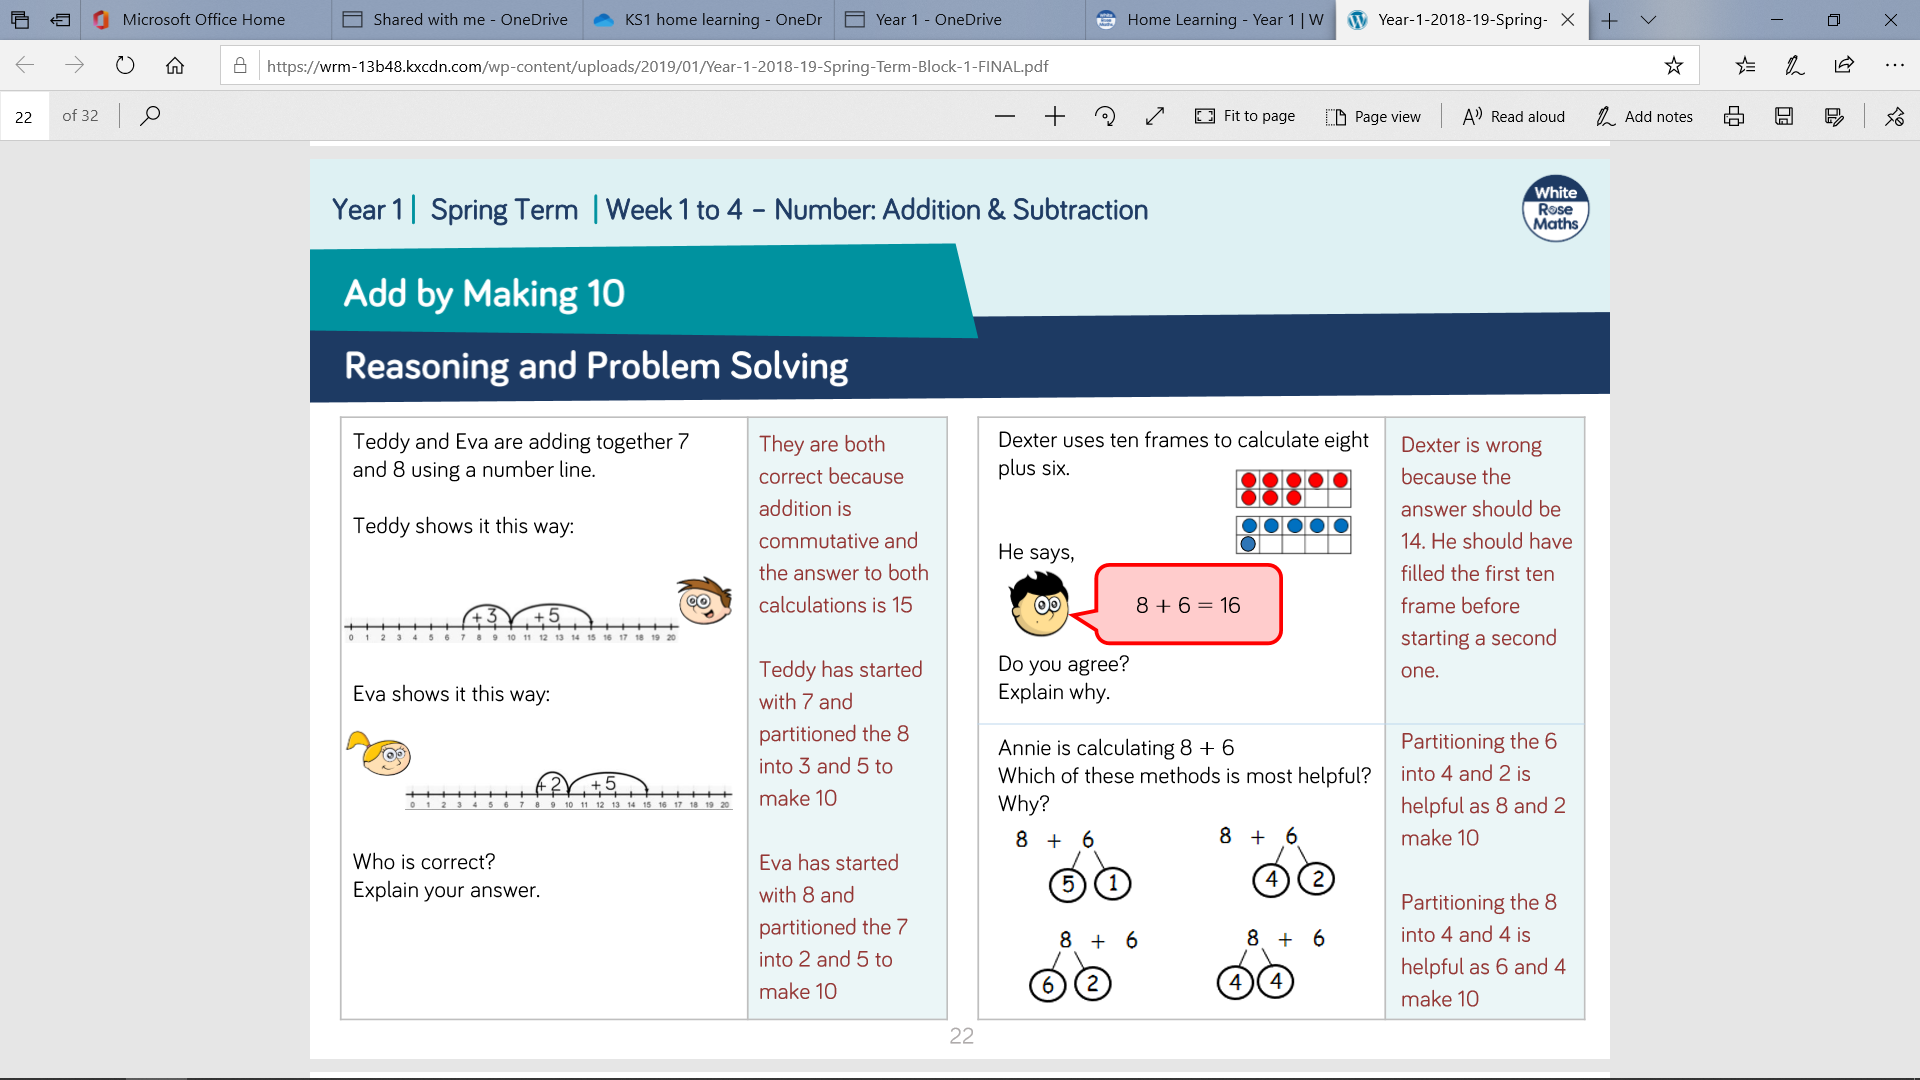 Microsoft Office Home
Shared with me - OneDrive
KS1 home learning - OneDr
Year 1 - OneDrive
Home Learning - Year 1 | W
Year-1-2018-19-Spring-
https://wrm-13b48.kxcdn.com/wp-content/uploads/2019/01/Year-1-2018-19-Spring-Term-Block-1-FINAL.pdf
22 of 32
Fit to page
Page view
Read aloud
Add notes
Year 1 | Spring Term | Week 1 to 4 – Number: Addition & Subtraction
White
Rose
Maths
Add by Making 10
Reasoning and Problem Solving
Teddy and Eva are adding together 7
and 8 using a number line.
Teddy shows it this way:
+3 +5
0 1 2 3 4 5 6 7 8 9 10 11 12 13 14 15 16 17 18 19 20
Eva shows it this way:
+2 +5
0 1 2 3 4 5 6 7 8 9 10 11 12 13 14 15 16 17 18 19 20
Who is correct?
Explain your answer.
They are both
correct because
addition is
commutative and
the answer to both
calculations is 15
Teddy has started
with 7 and
partitioned the 8
into 3 and 5 to
make 10
Eva has started
with 8 and
partitioned the 7
into 2 and 5 to
make 10
Dexter uses ten frames to calculate eight
plus six.
He says,
8 + 6 = 16
Do you agree?
Explain why.
Dexter is wrong
because the
answer should be
14. He should have
filled the first ten
frame before
starting a second
one.
Annie is calculating 8 + 6
Which of these methods is most helpful?
Why?
8 + 6
5 1
8 + 6
4 2
8 + 6
6 2
8 + 6
4 4
Partitioning the 6
into 4 and 2 is
helpful as 8 and 2
make 10
Partitioning the 8
into 4 and 4 is
helpful as 6 and 4
make 10
22